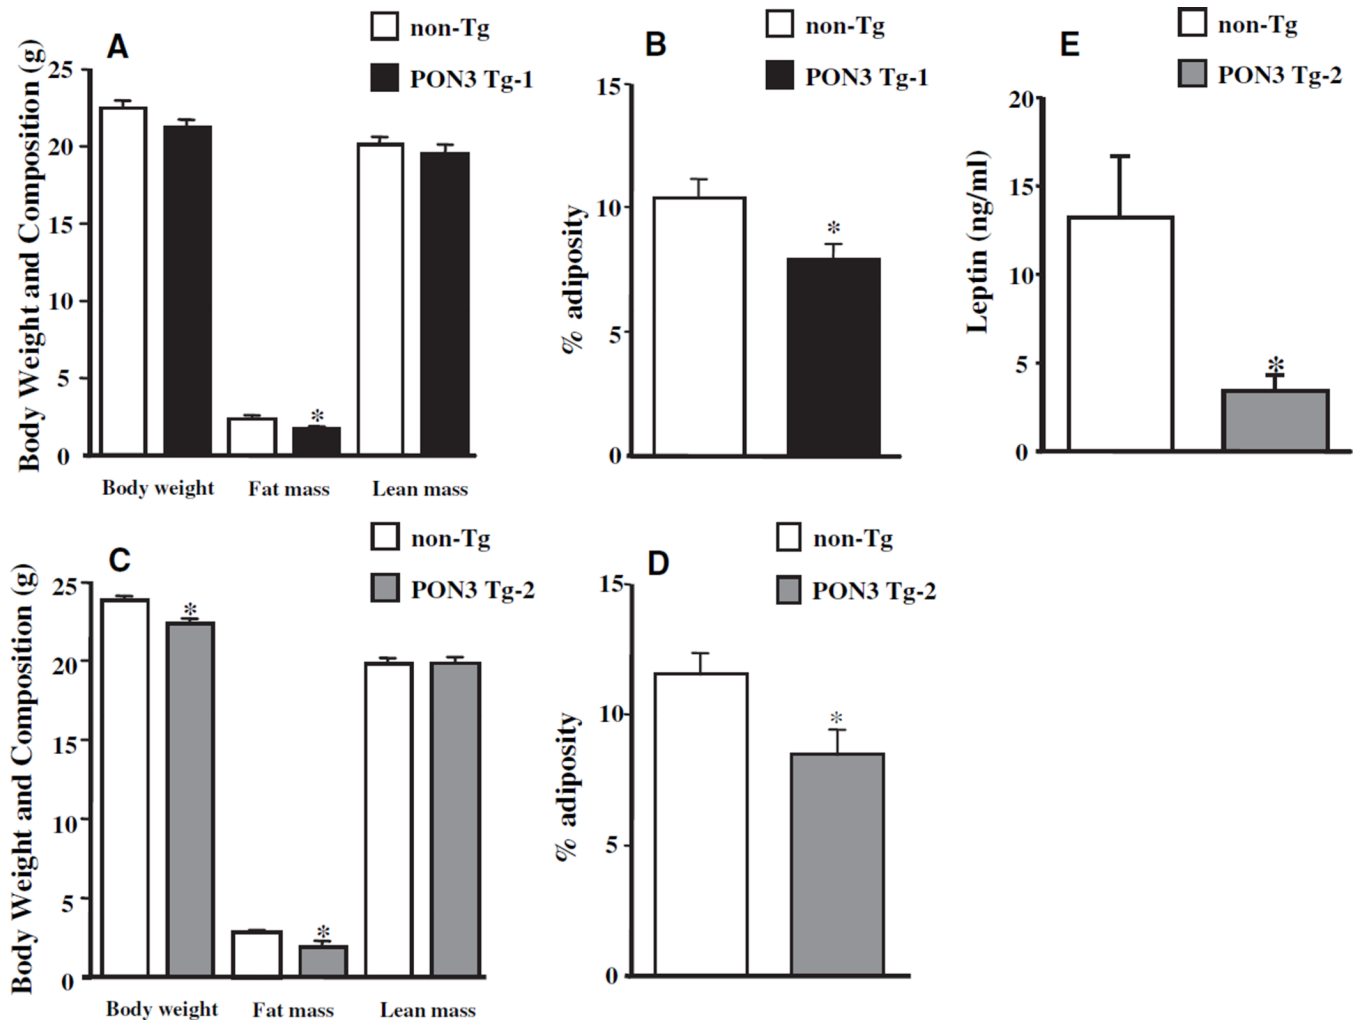 A
non-Tg
PON3 Tg-1
Body Weight and Composition (g)
25
20
15
10
5
0
Body weight Fat mass Lean mass
B
non-Tg
PON3 Tg-1
% adiposity
15
10
5
0
*
*
E
non-Tg
PON3 Tg-2
Leptin (ng/ml)
20
15
10
5
0
*
C
non-Tg
PON3 Tg-2
Body Weight and Composition (g)
25
20
15
10
5
0
*
*
Body weight Fat mass Lean mass
D
non-Tg
PON3 Tg-2
% adiposity
15
10
5
0
*